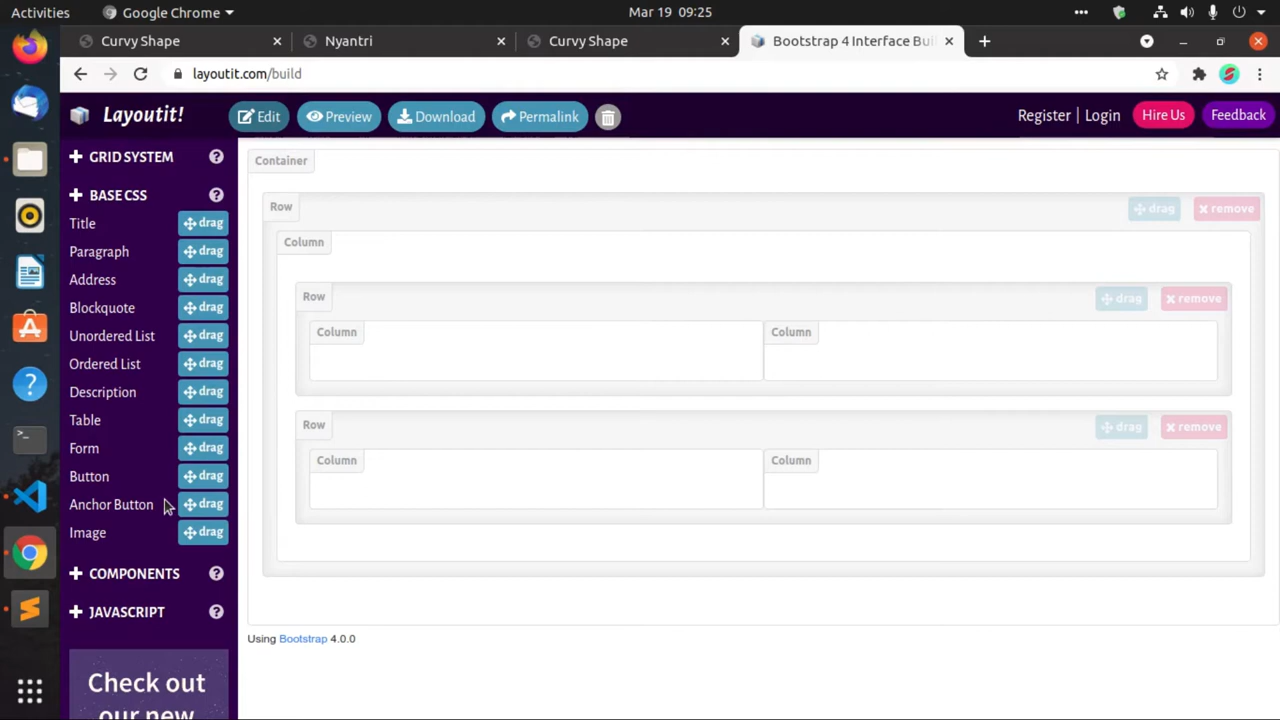 Activities Google Chrome Mar 19 09:25
Curvy Shape Nyantri Curvy Shape Bootstrap 4 Interface Bui
layoutit.com/build
Layoutit! Edit Preview Download Permalink Register | Login Hire Us Feedback
GRID SYSTEM
BASE CSS
Title drag
Paragraph drag
Address drag
Blockquote drag
Unordered List drag
Ordered List drag
Description drag
Table drag
Form drag
Button drag
Anchor Button drag
Image drag
COMPONENTS
JAVASCRIPT
Check out
our new
Container
Row drag remove
Column
Row drag remove
Column Column
Row drag remove
Column Column
Using Bootstrap 4.0.0